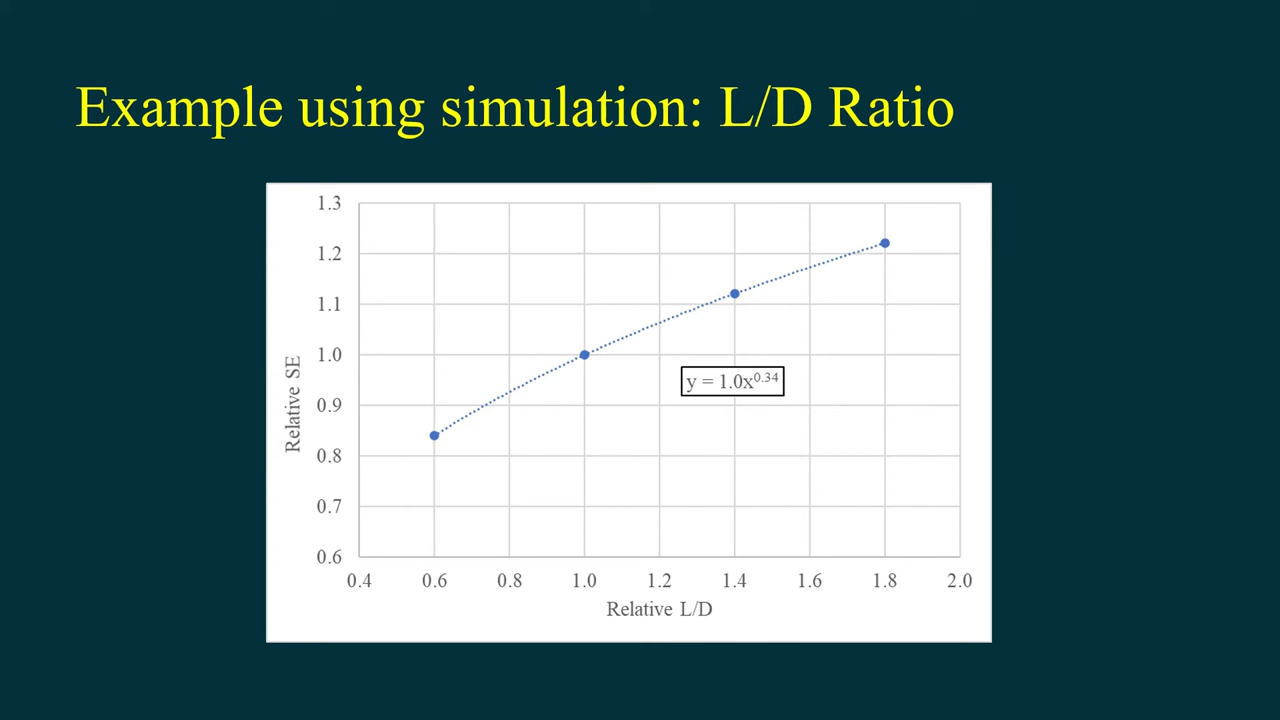 Example using simulation: L/D Ratio
1.3
1.2
1.1
1.0
0.9
0.8
0.7
0.6
Relative SE
y = 1.0x^0.34
0.4 0.6 0.8 1.0 1.2 1.4 1.6 1.8 2.0
Relative L/D